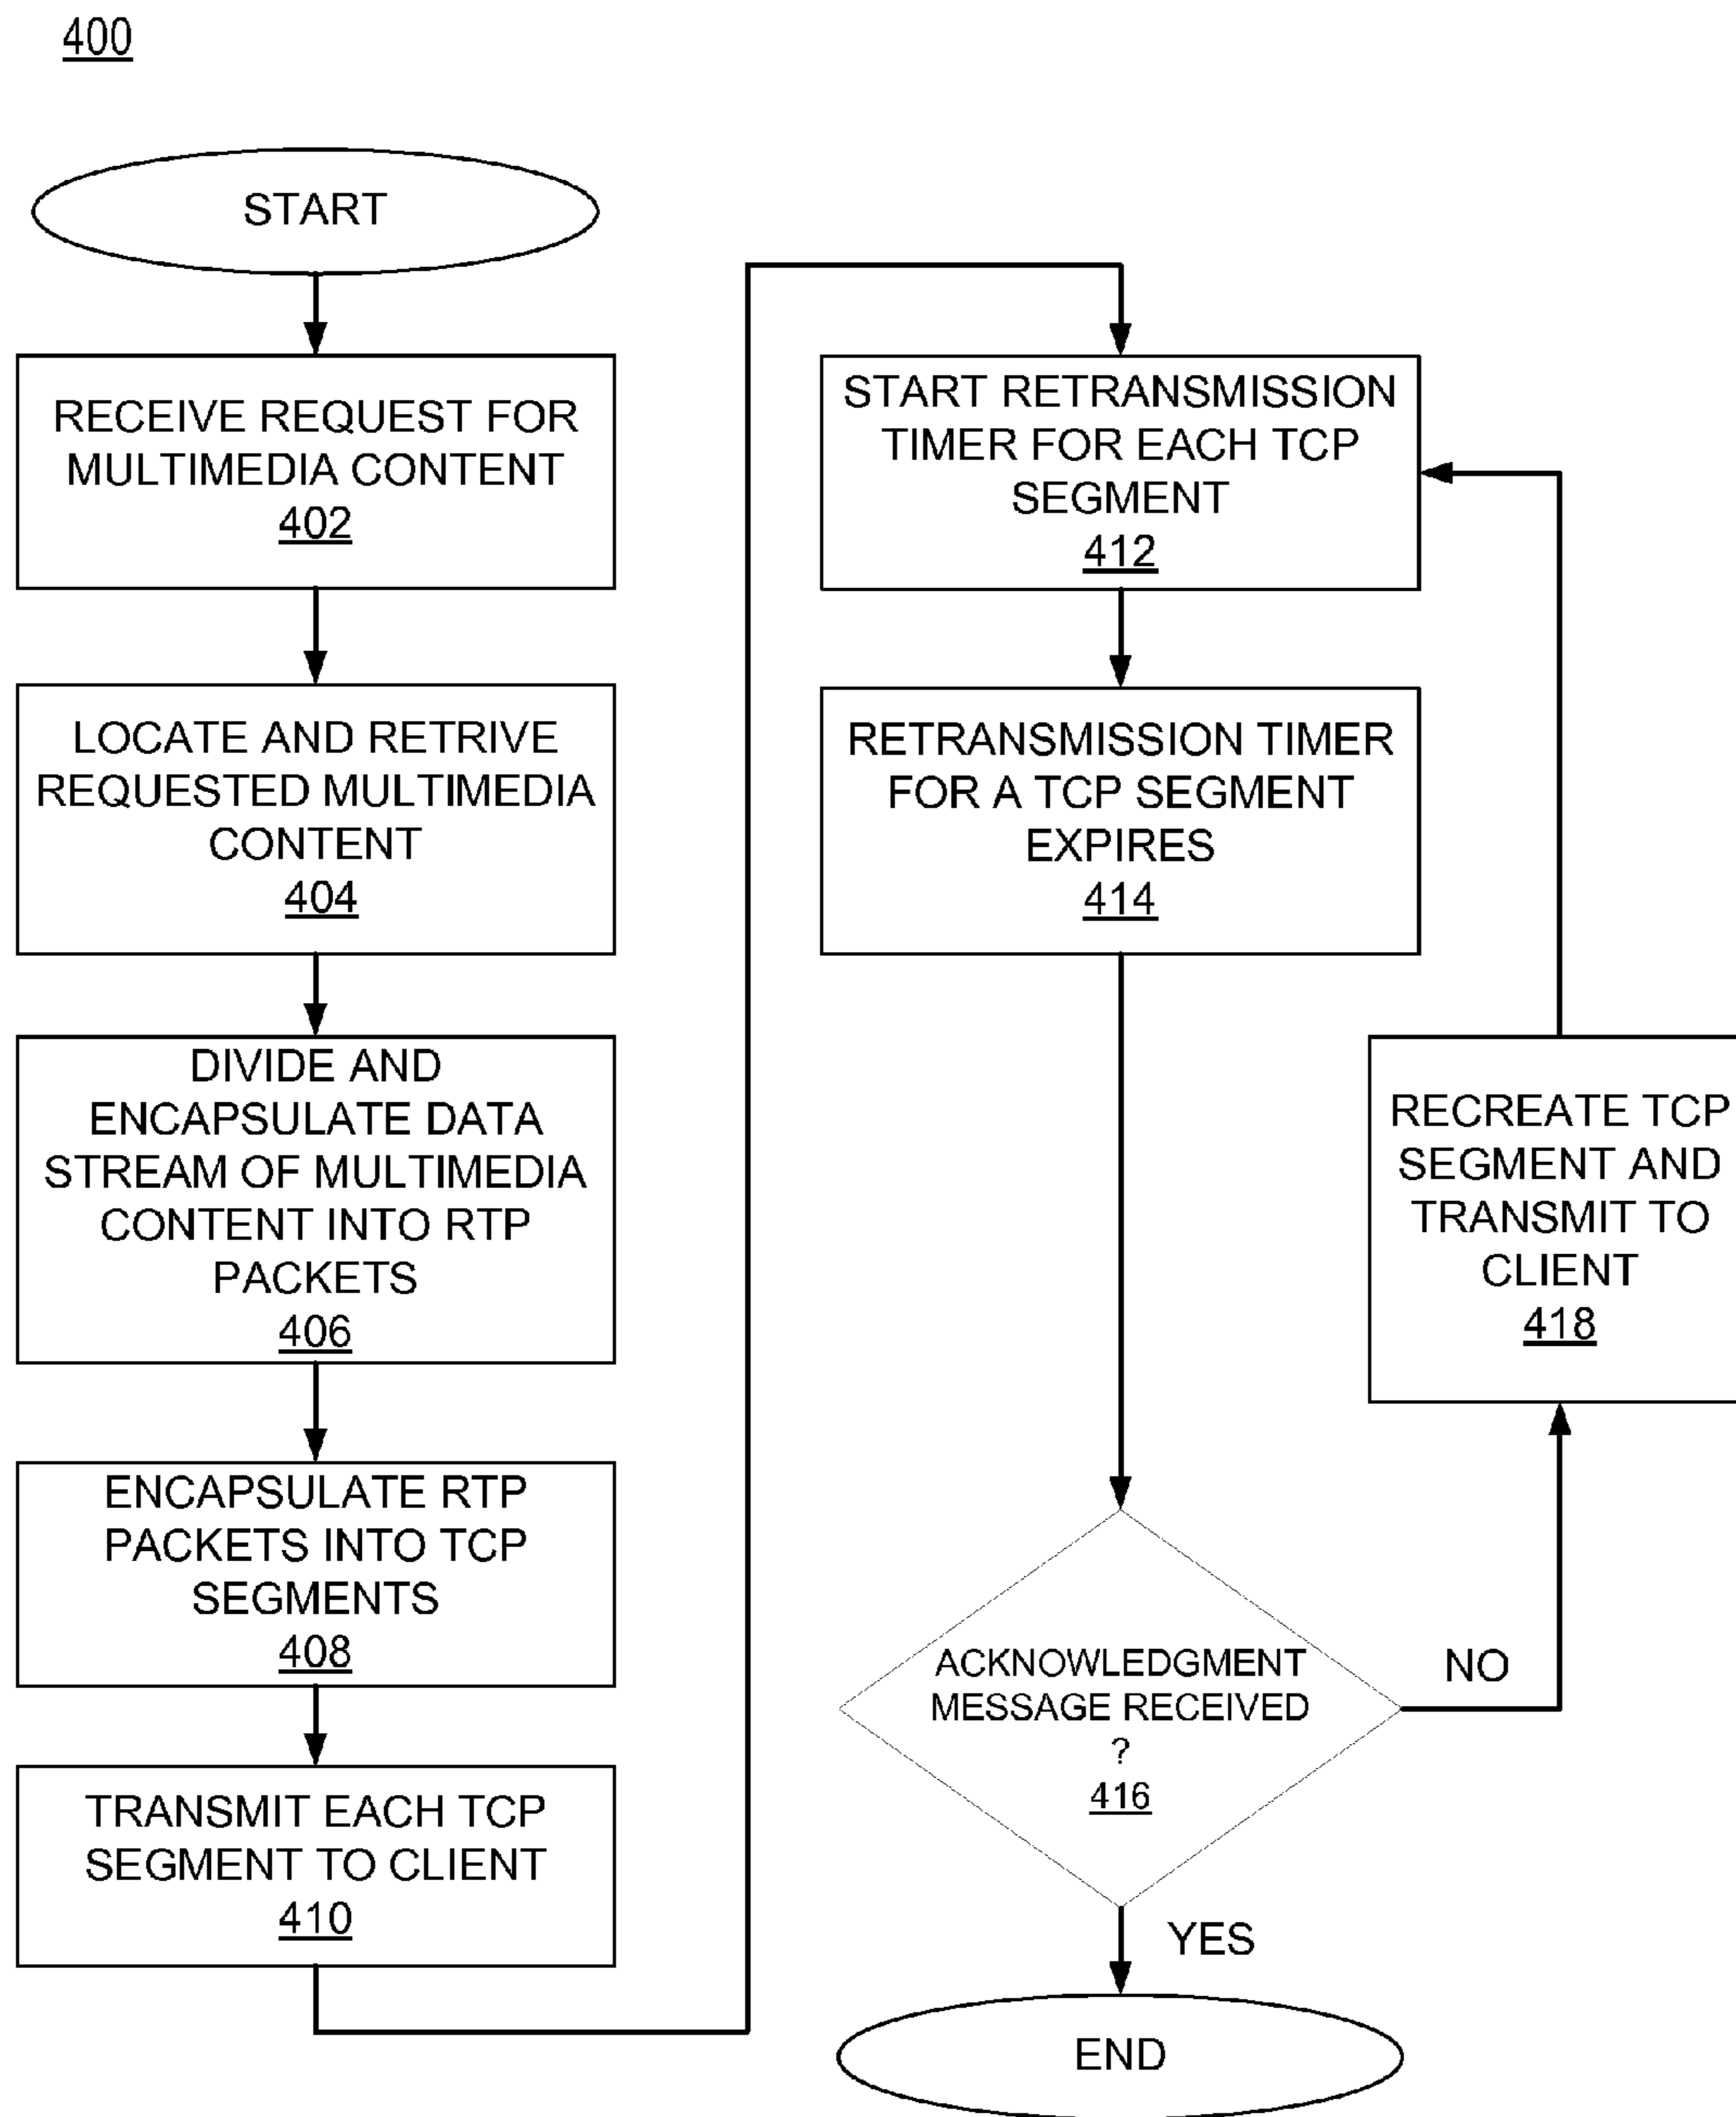 400
START
RECEIVE REQUEST FOR
MULTIMEDIA CONTENT
402
LOCATE AND RETRIVE
REQUESTED MULTIMEDIA
CONTENT
404
DIVIDE AND
ENCAPSULATE DATA
STREAM OF MULTIMEDIA
CONTENT INTO RTP
PACKETS
406
ENCAPSULATE RTP
PACKETS INTO TCP
SEGMENTS
408
TRANSMIT EACH TCP
SEGMENT TO CLIENT
410
START RETRANSMISSION
TIMER FOR EACH TCP
SEGMENT
412
RETRANSMISSION TIMER
FOR A TCP SEGMENT
EXPIRES
414
ACKNOWLEDGMENT
MESSAGE RECEIVED
?
416
NO
RECREATE TCP
SEGMENT AND
TRANSMIT TO
CLIENT
418
YES
END